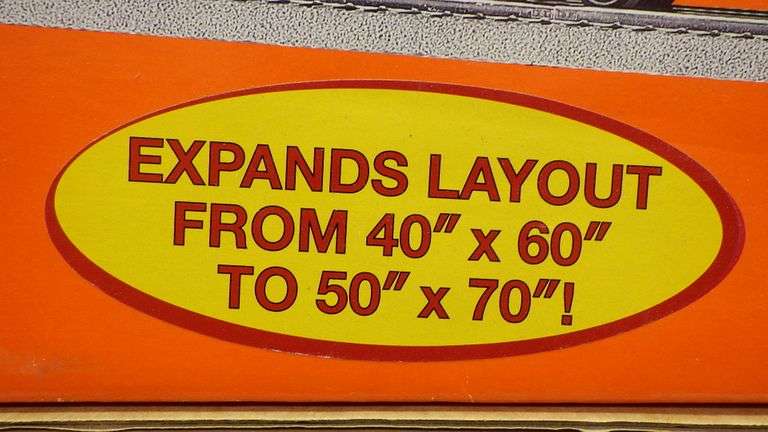 EXPANDS LAYOUT
FROM 40" x 60"
TO 50" x 70"!